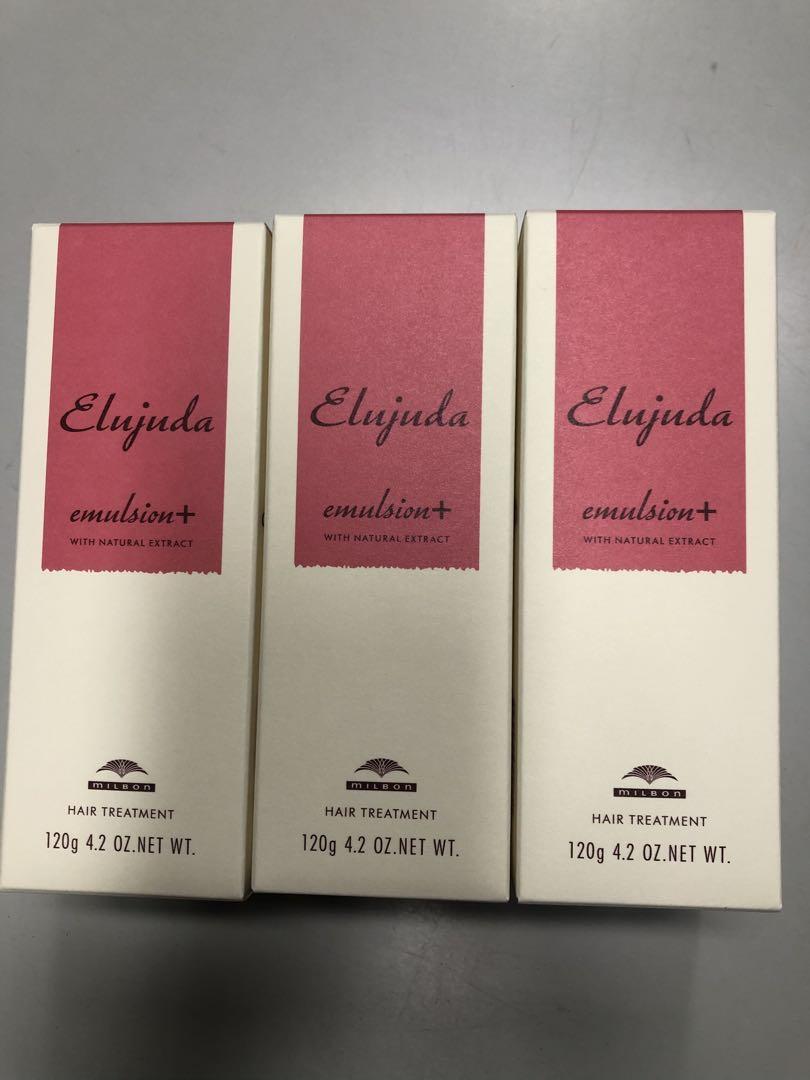 Elujuda
emulsion+
WITH NATURAL EXTRACT
MILBON
HAIR TREATMENT
120g 4.2 OZ.NET WT.
Elujuda
emulsion+
WITH NATURAL EXTRACT
MILBON
HAIR TREATMENT
120g 4.2 OZ.NET WT.
Elujuda
emulsion+
WITH NATURAL EXTRACT
MILBON
HAIR TREATMENT
120g 4.2 OZ.NET WT.